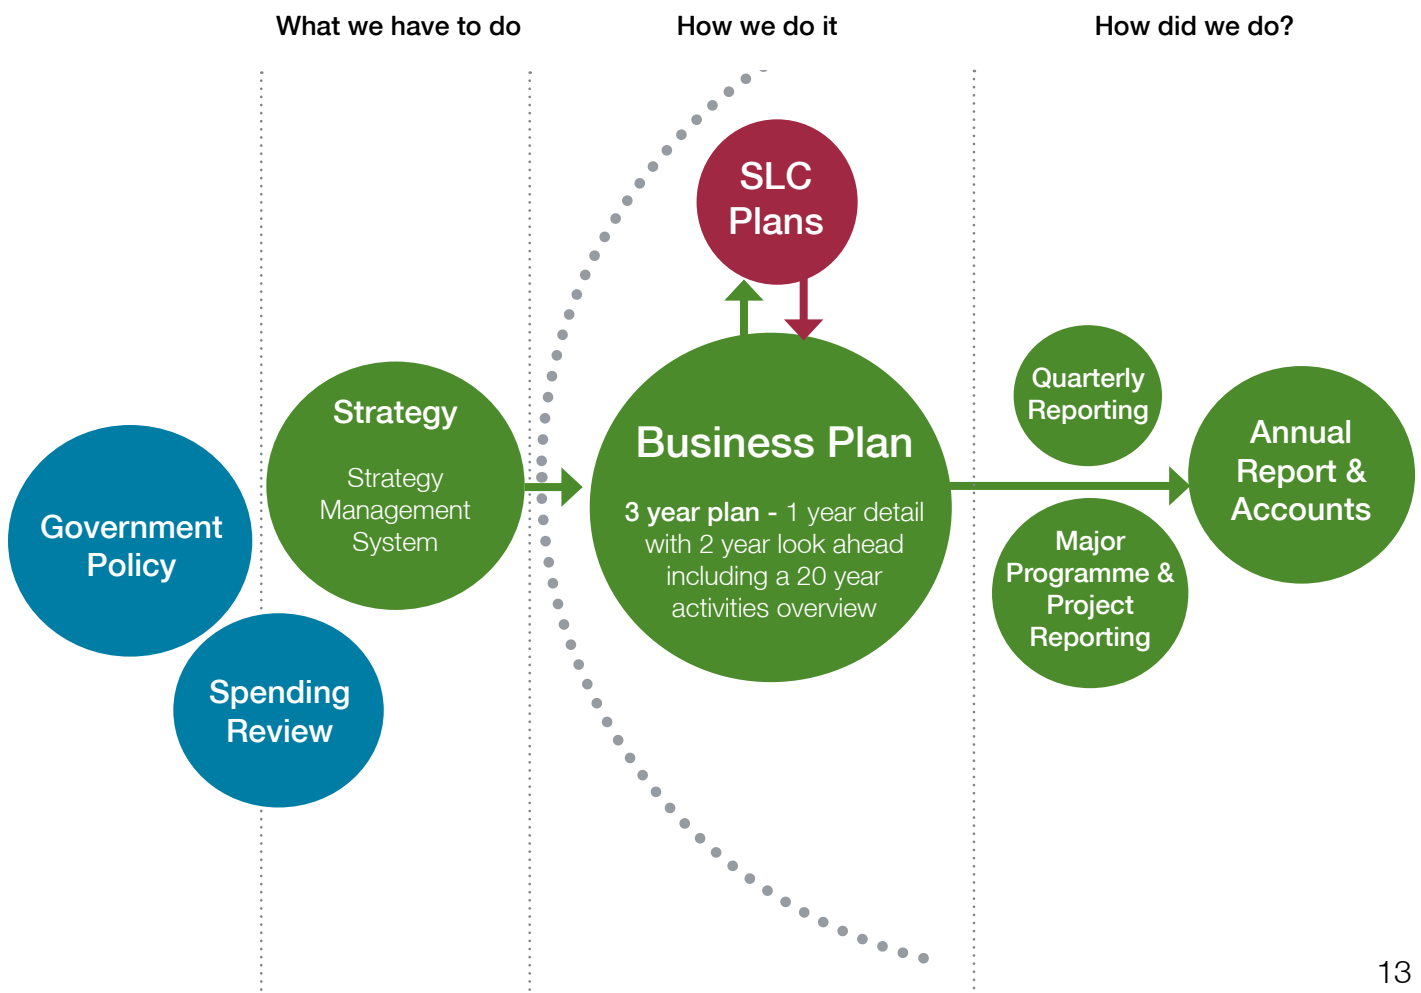 What we have to do
How we do it
How did we do?
SLC
Plans
Strategy
Strategy
Management
System
Government
Policy
Spending
Review
Business Plan
3 year plan - 1 year detail
with 2 year look ahead
including a 20 year
activities overview
Quarterly
Reporting
Major
Programme &
Project
Reporting
Annual
Report &
Accounts
13